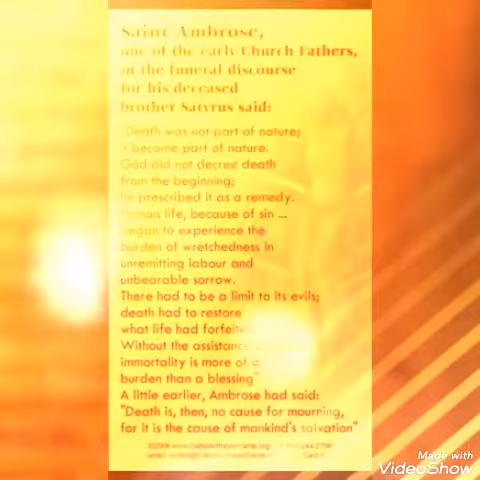 Saint Ambrose,
one of the early Church Fathers,
in the funeral discourse
for his deceased
brother Satyrus said:
"Death was not part of nature;
it became part of nature.
God did not decree death
from the beginning;
he prescribed it as a remedy.
Human life, because of sin ...
began to experience the
burden of wretchedness in
unremitting labour and
unbearable sorrow.
There had to be a limit to its evils;
death had to restore
what life had forfeited
Without the assistance
immortality is more of a
burden than a blessing"
A little earlier, Ambrose had said:
"Death is, then, no cause for mourning,
for it is the cause of mankind's salvation"
Made with
VideoShow